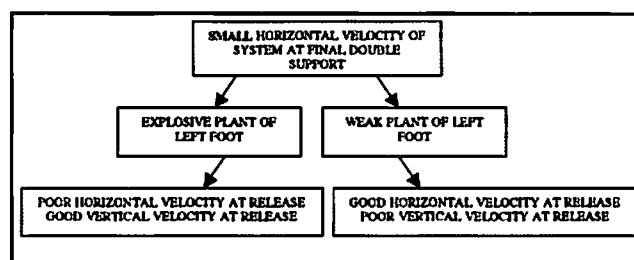 SMALL HORIZONTAL VELOCITY OF
SYSTEM AT FINAL DOUBLE
SUPPORT
EXPLOSIVE PLANT OF
LEFT FOOT
WEAK PLANT OF LEFT
FOOT
POOR HORIZONTAL VELOCITY AT RELEASE
GOOD VERTICAL VELOCITY AT RELEASE
GOOD HORIZONTAL VELOCITY AT RELEASE
POOR VERTICAL VELOCITY AT RELEASE